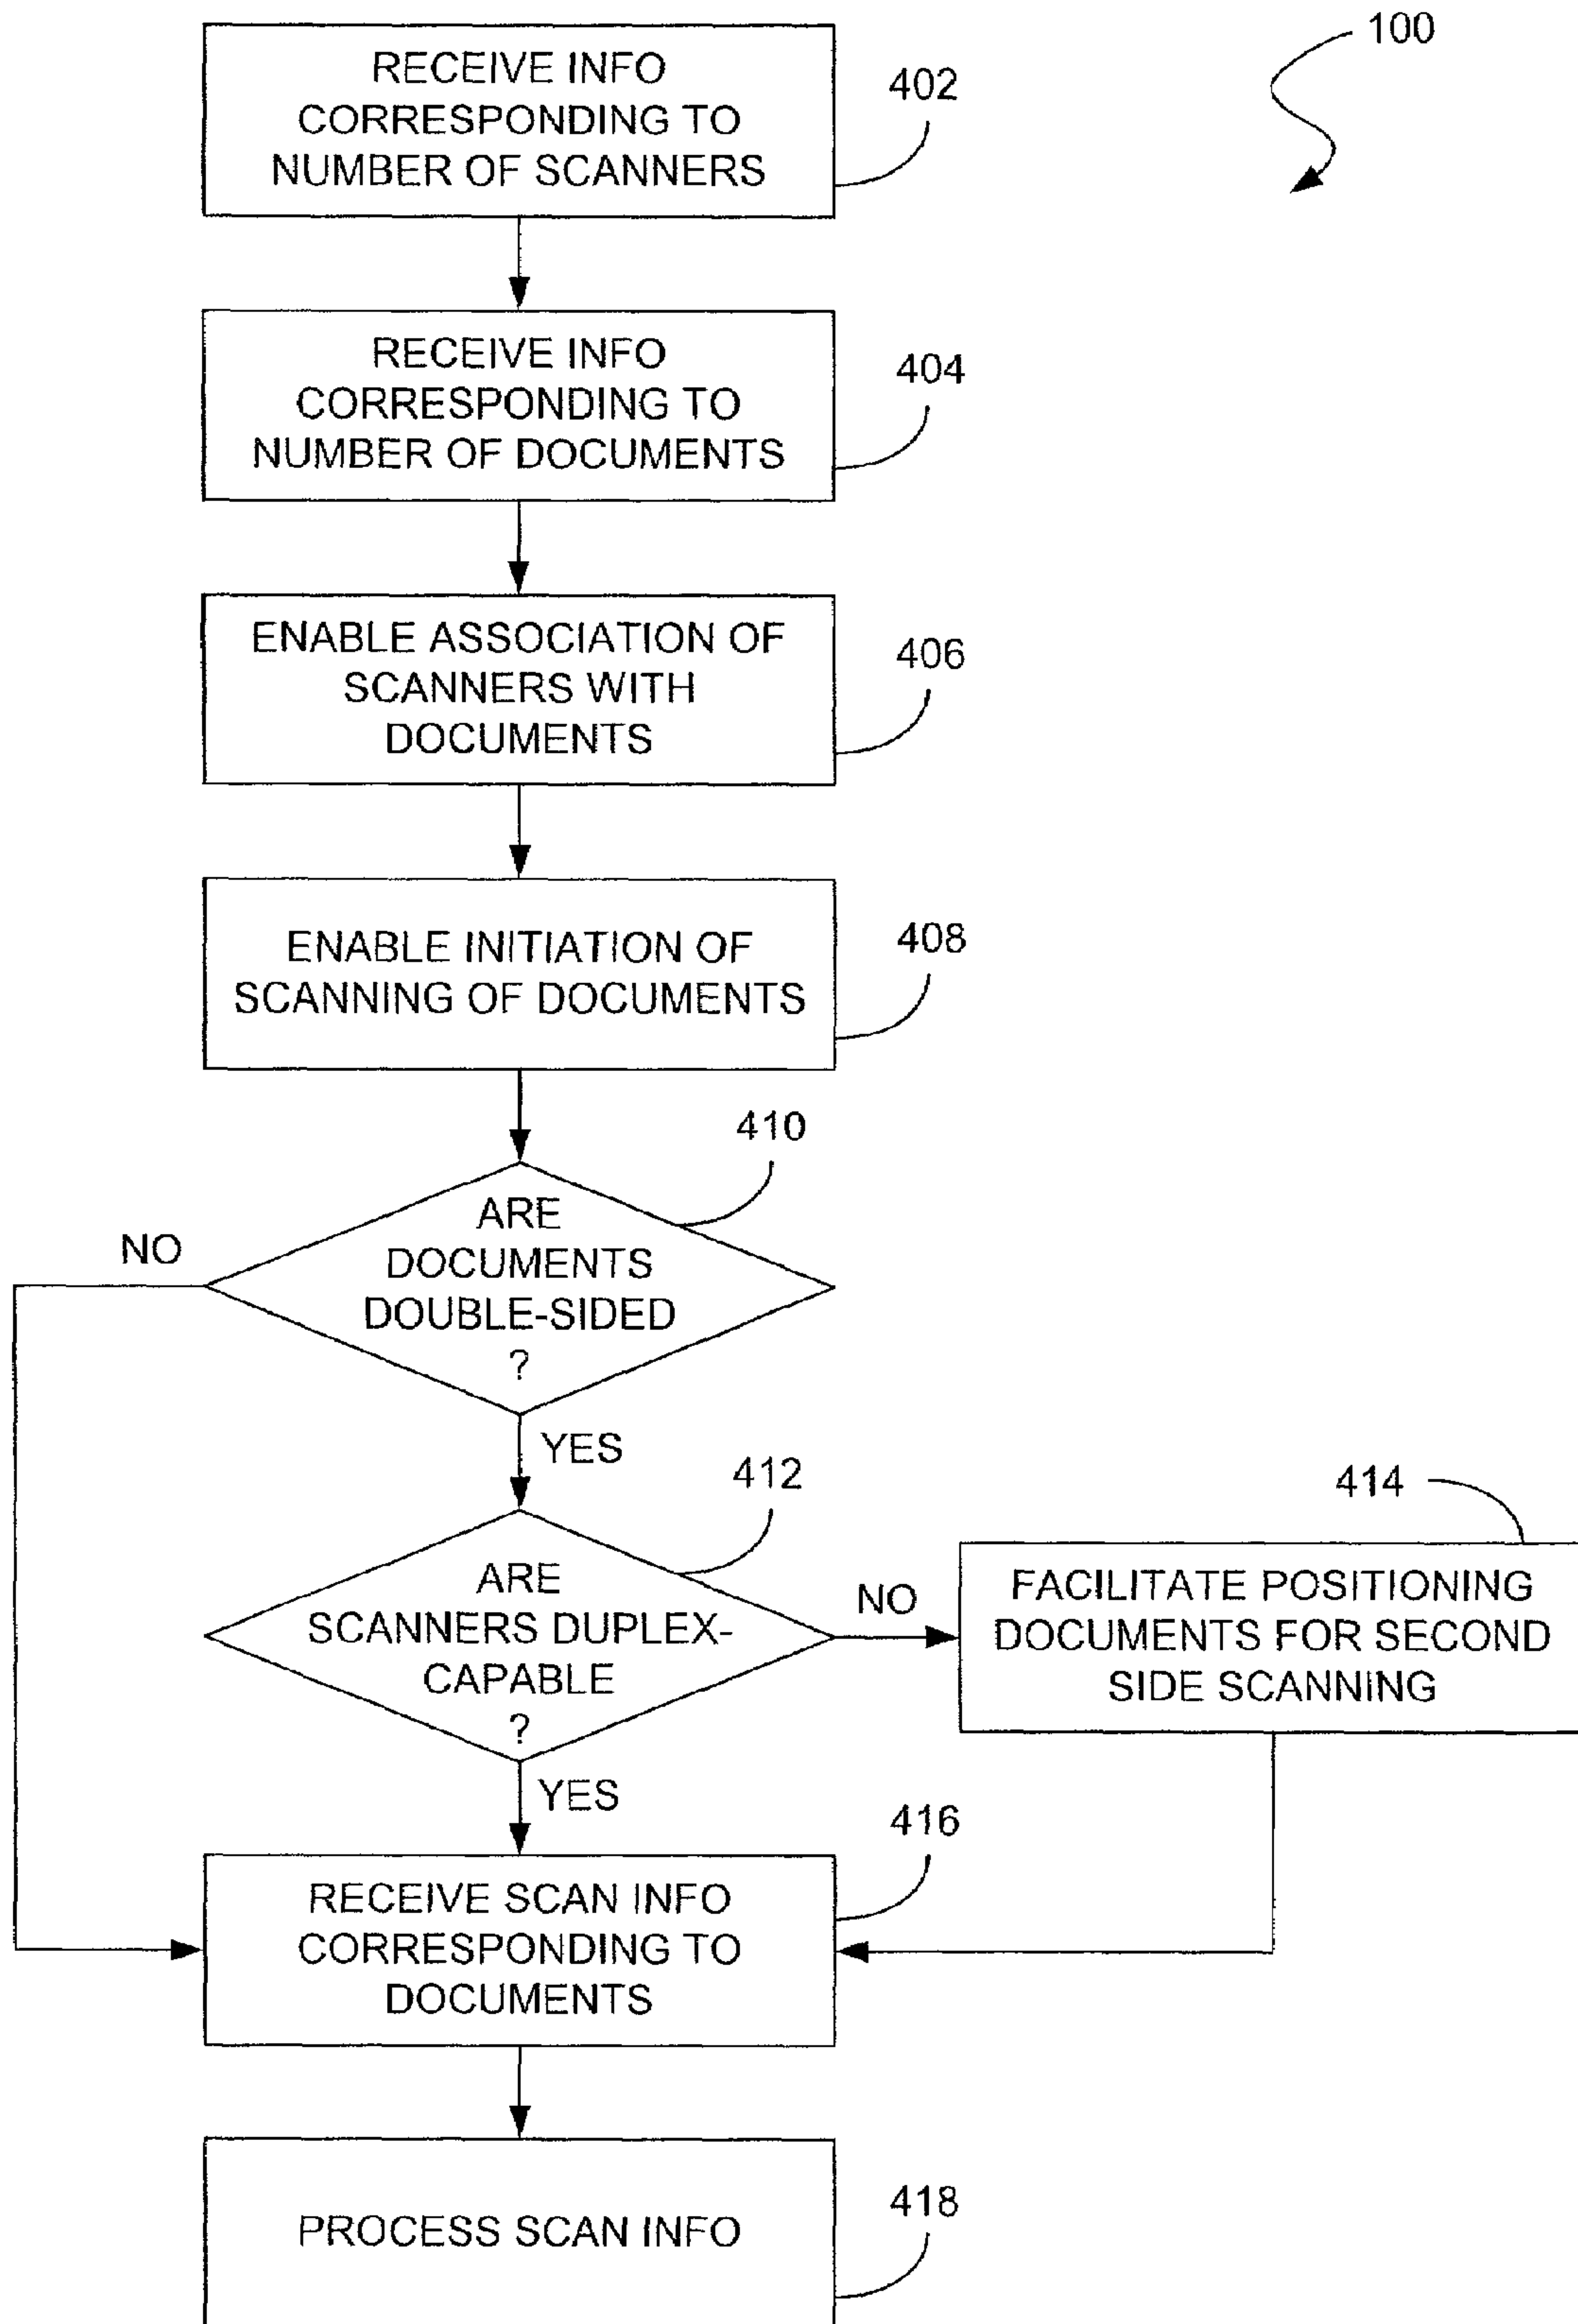 100
RECEIVE INFO
CORRESPONDING TO
NUMBER OF SCANNERS
402
RECEIVE INFO
CORRESPONDING TO
NUMBER OF DOCUMENTS
404
ENABLE ASSOCIATION OF
SCANNERS WITH
DOCUMENTS
406
ENABLE INITIATION OF
SCANNING OF DOCUMENTS
408
410
ARE
DOCUMENTS
DOUBLE-SIDED
?
NO
YES
412
ARE
SCANNERS DUPLEX-
CAPABLE
?
NO
YES
414
FACILITATE POSITIONING
DOCUMENTS FOR SECOND
SIDE SCANNING
416
RECEIVE SCAN INFO
CORRESPONDING TO
DOCUMENTS
PROCESS SCAN INFO
418